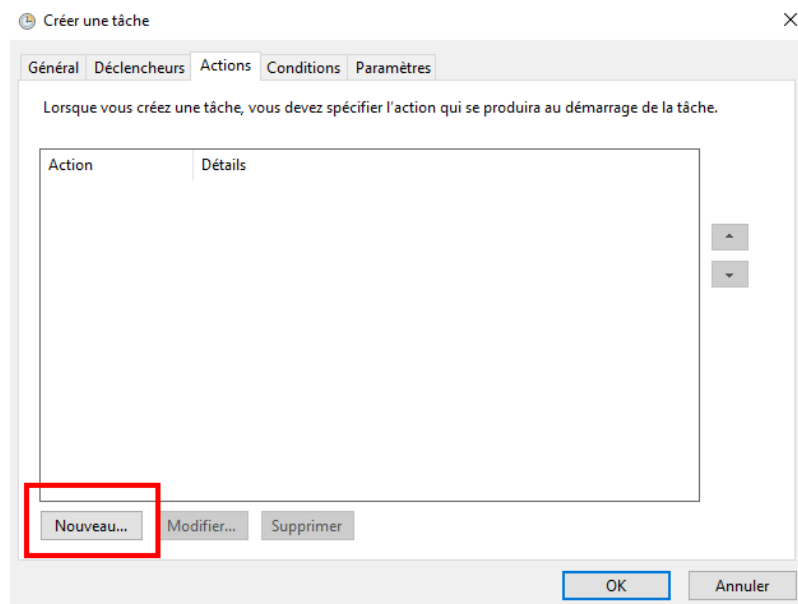 Créer une tâche
Général Déclencheurs Actions Conditions Paramètres
Lorsque vous créez une tâche, vous devez spécifier l'action qui se produira au démarrage de la tâche.
Action Détails
Nouveau... Modifier... Supprimer
OK Annuler